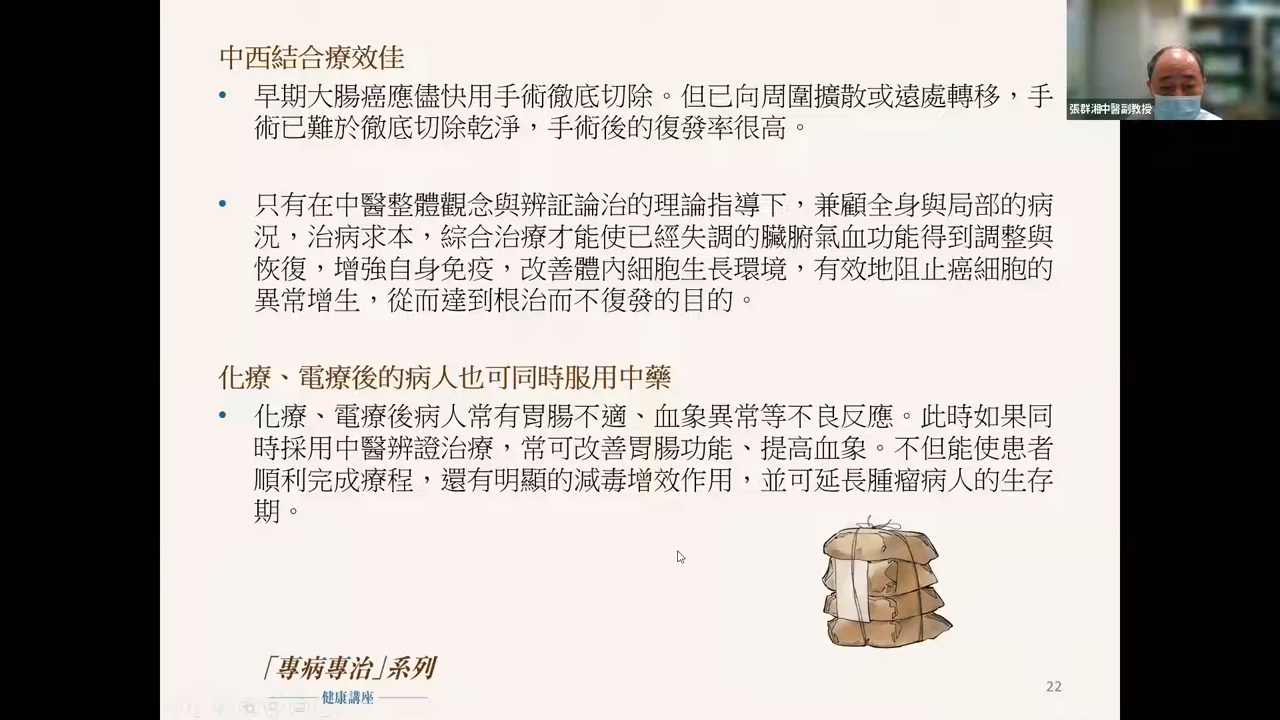 中西結合療效佳
• 早期大腸癌應儘快用手術徹底切除。但已向周圍擴散或遠處轉移，手
術已難於徹底切除乾淨，手術後的復發率很高。
• 只有在中醫整體觀念與辨証論治的理論指導下，兼顧全身與局部的病
況，治病求本，綜合治療才能使已經失調的臟腑氣血功能得到調整與
恢復，增強自身免疫，改善體內細胞生長環境，有效地阻止癌細胞的
異常增生，從而達到根治而不復發的目的。
化療、電療後的病人也可同時服用中藥
• 化療、電療後病人常有胃腸不適、血象異常等不良反應。此時如果同
時採用中醫辨證治療，常可改善胃腸功能、提高血象。不但能使患者
順利完成療程，還有明顯的減毒增效作用，並可延長腫瘤病人的生存
期。
「專病專治」系列
健康講座
22
張群湘中醫副教授